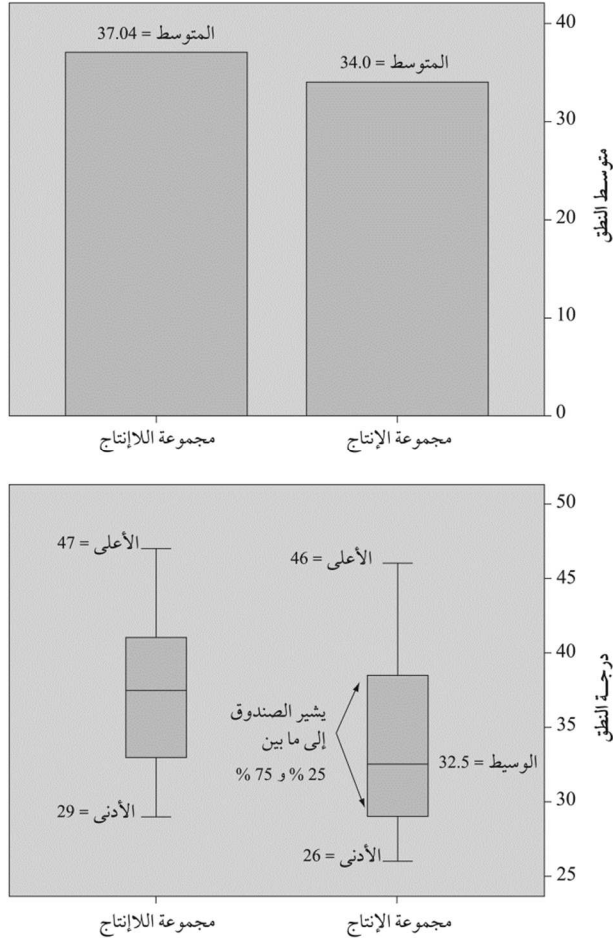 المتوسط = 37.04
المتوسط = 34.0
40
30
20
10
0
متوسط النطق
مجموعة الإنتاج
مجموعة اللاإنتاج
50
45
40
35
30
25
درجة النطق
الأعلى = 46
الأعلى = 47
يشير الصندوق
إلى ما بين
25 % و 75 %
الوسيط = 32.5
الأدنى = 29
الأدنى = 26
مجموعة الإنتاج
مجموعة اللاإنتاج